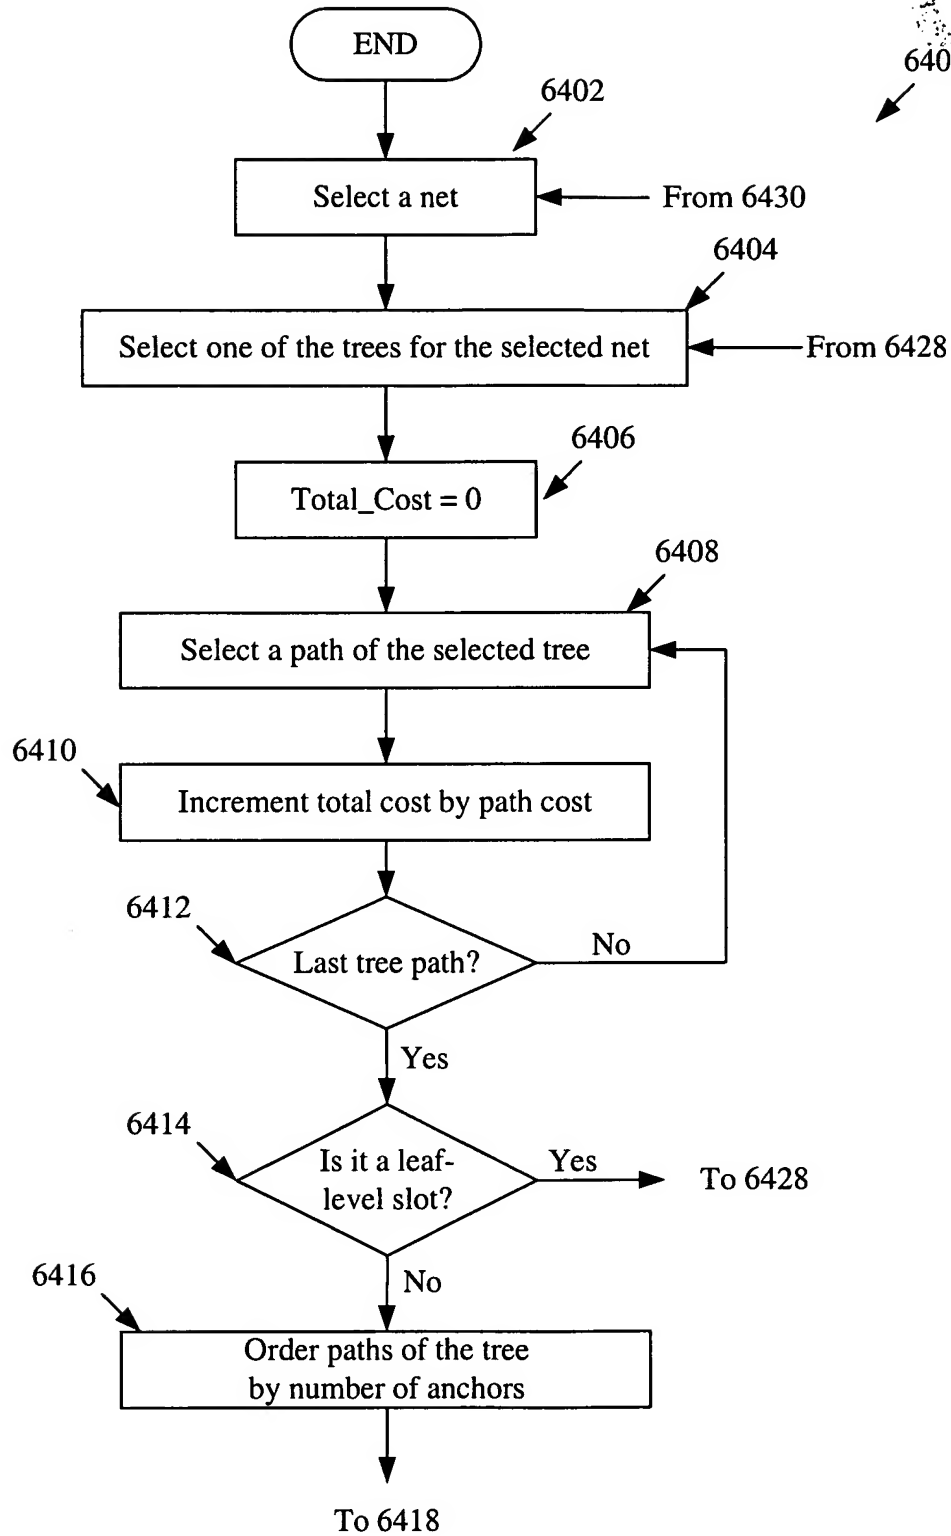 END
640
6402
Select a net
From 6430
6404
Select one of the trees for the selected net
From 6428
6406
Total_Cost = 0
6408
Select a path of the selected tree
6410
Increment total cost by path cost
6412
Last tree path?
No
Yes
6414
Is it a leaf-
level slot?
Yes
To 6428
No
6416
Order paths of the tree
by number of anchors
To 6418